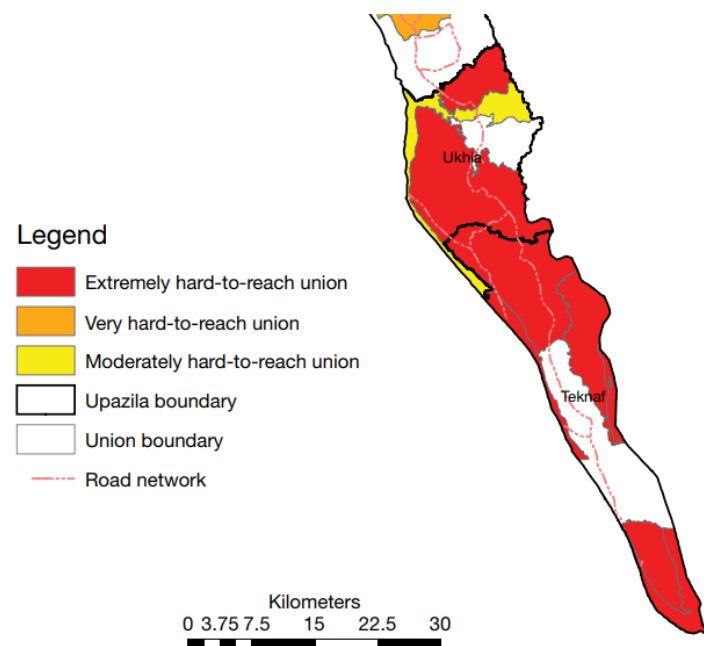 Ukhia
Legend
Extremely hard-to-reach union
Very hard-to-reach union
Moderately hard-to-reach union
Upazila boundary
Teknaf
Union boundary
Road network
Kilometers
0 3.75 7.5 15 22.5 30